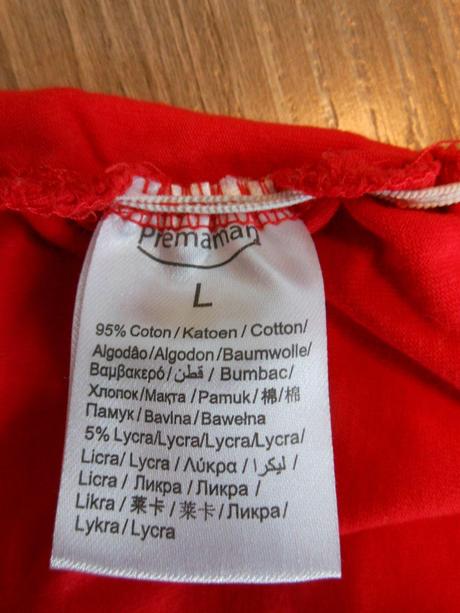 Prémaman
L
95% Coton/Katoen/Cotton/
Algodâo/Algodon/Baumwolle/
Βαμβακερό/قطن/Bumbac/
Хлопок/Мақта/Pamuk/棉/棉
Памук/Bavlna/Bawełna
5% Lycra/Lycra/Lycra/Lycra/
Licra/Lycra/Λύκρα/ليكرا/
Licra/Ликра/Ликра/
Likra/莱卡/莱卡/Ликра/
Lykra/Lycra